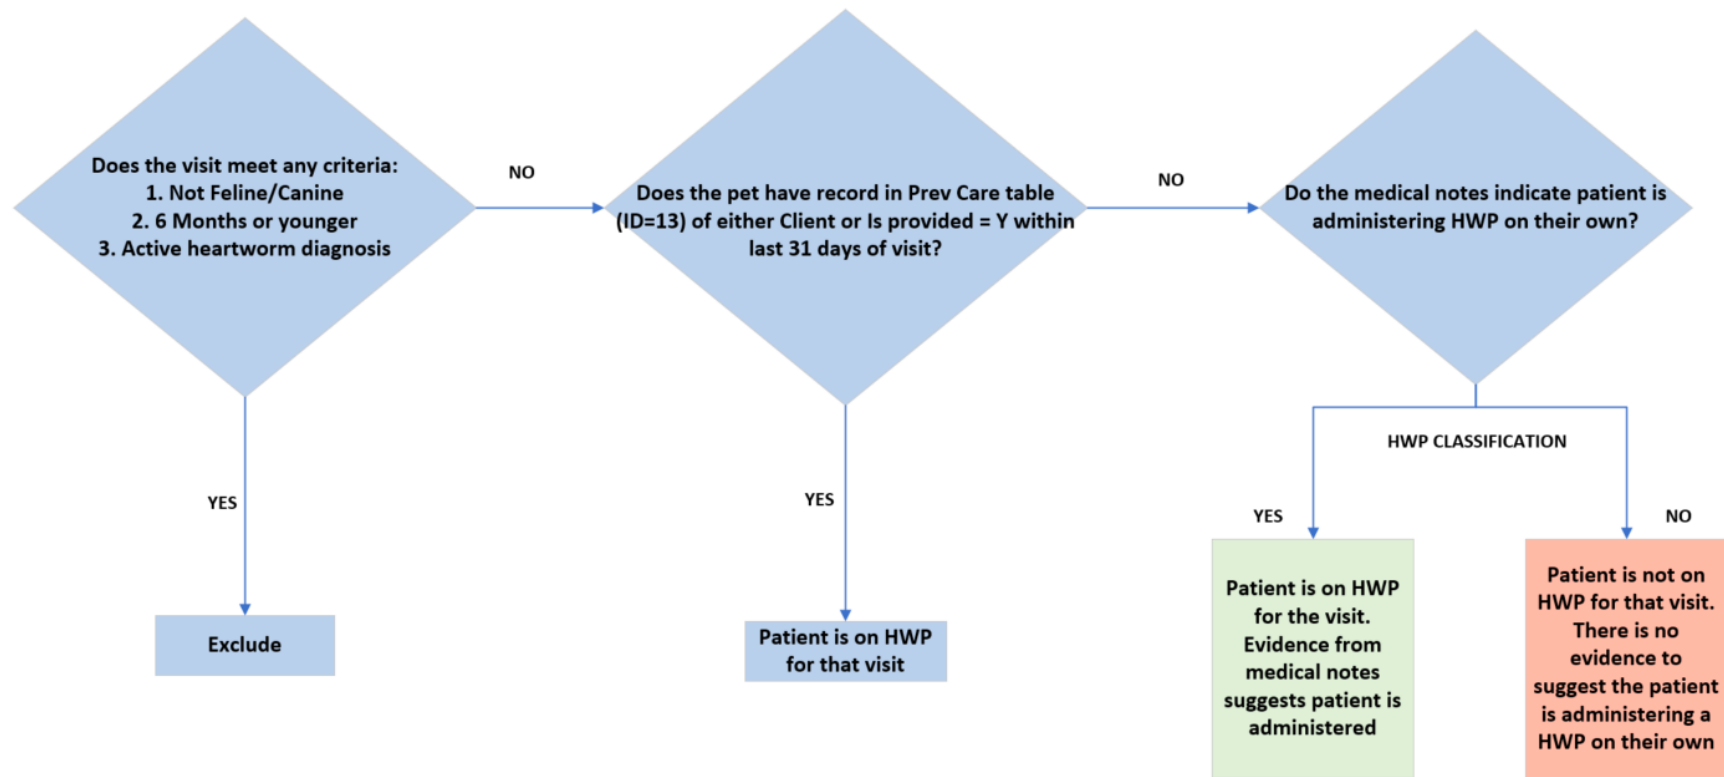 Does the visit meet any criteria:
1. Not Feline/Canine
2. 6 Months or younger
3. Active heartworm diagnosis
NO
Does the pet have record in Prev Care table
(ID=13) of either Client or Is provided = Y within
last 31 days of visit?
NO
Do the medical notes indicate patient is
administering HWP on their own?
YES
Exclude
YES
Patient is on HWP
for that visit
HWP CLASSIFICATION
YES
Patient is on HWP
for the visit.
Evidence from
medical notes
suggests patient is
administered
NO
Patient is not on
HWP for that visit.
There is no
evidence to
suggest the patient
is administering a
HWP on their own